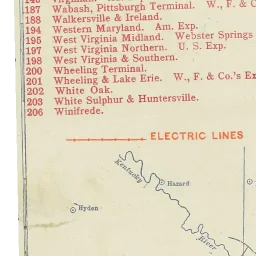 187 Wabash, Pittsburgh Terminal. W., F. & C
188 Walkersville & Ireland.
194 Western Maryland. Am. Exp.
195 West Virginia Midland. Webster Springs
197 West Virginia Northern. U. S. Exp.
198 West Virginia & Southern.
200 Wheeling Terminal.
201 Wheeling & Lake Erie. W., F. & Co.'s Ex
202 White Oak.
203 White Sulphur & Huntersville.
206 Winifrede.
ELECTRIC LINES
Kentucky
Hazard
Hyden
River